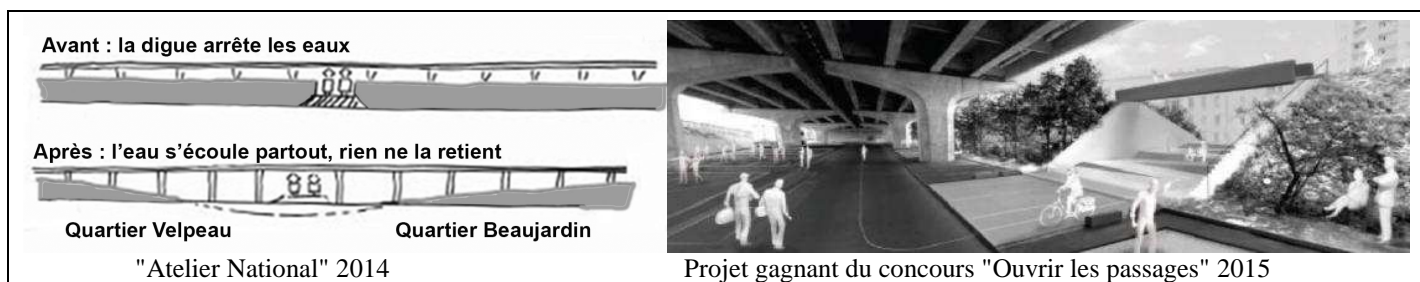 Avant : la digue arrête les eaux
Après : l'eau s'écoule partout, rien ne la retient
Quartier Velpeau
Quartier Beaujardin
"Atelier National" 2014
Projet gagnant du concours "Ouvrir les passages" 2015